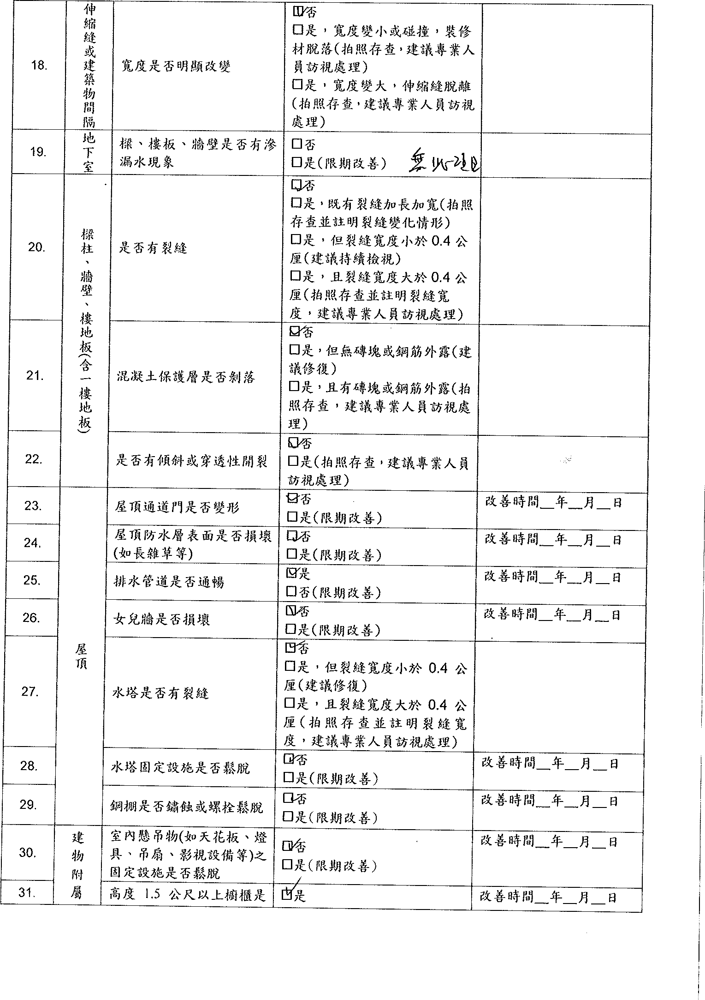 18.
伸縮縫或建築物間隔
寬度是否明顯改變
☑否
□是，寬度變小或碰撞，裝修
材脫落(拍照存查，建議專業人
員訪視處理)
□是，寬度變大，伸縮縫脫離
(拍照存查，建議專業人員訪視
處理)
19.
地下室
樑、樓板、牆壁是否有滲
漏水現象
□否
□是(限期改善) 無此項目
20.
樑柱、牆壁、樓地板(含一樓地板)
是否有裂縫
☑否
□是，既有裂縫加長加寬(拍照
存查並註明裂縫變化情形)
□是，但裂縫寬度小於 0.4 公
厘(建議持續檢視)
□是，且裂縫寬度大於 0.4 公
厘(拍照存查並註明裂縫寬
度，建議專業人員訪視處理)
21.
混凝土保護層是否剝落
☑否
□是，但無磚塊或鋼筋外露(建
議修復)
□是，且有磚塊或鋼筋外露(拍
照存查，建議專業人員訪視處
理)
22.
是否有傾斜或穿透性開裂
☑否
□是(拍照存查，建議專業人員
訪視處理)
23.
屋頂
屋頂通道門是否變形
☑否
□是(限期改善)
改善時間__年__月__日
24.
屋頂防水層表面是否損壞
(如長雜草等)
☑否
□是(限期改善)
改善時間__年__月__日
25.
排水管道是否通暢
☑是
□否(限期改善)
改善時間__年__月__日
26.
女兒牆是否損壞
☑否
□是(限期改善)
改善時間__年__月__日
27.
水塔是否有裂縫
☑否
□是，但裂縫寬度小於 0.4 公
厘(建議修復)
□是，且裂縫寬度大於 0.4 公
厘(拍照存查並註明裂縫寬
度，建議專業人員訪視處理)
28.
水塔固定設施是否鬆脫
☑否
□是(限期改善)
改善時間__年__月__日
29.
鋼棚是否鏽蝕或螺栓鬆脫
☑否
□是(限期改善)
改善時間__年__月__日
30.
建物附屬
室內懸吊物(如天花板、燈
具、吊扇、影視設備等)之
固定設施是否鬆脫
☑否
□是(限期改善)
改善時間__年__月__日
31.
高度 1.5 公尺以上櫥櫃是
☑是
改善時間__年__月__日